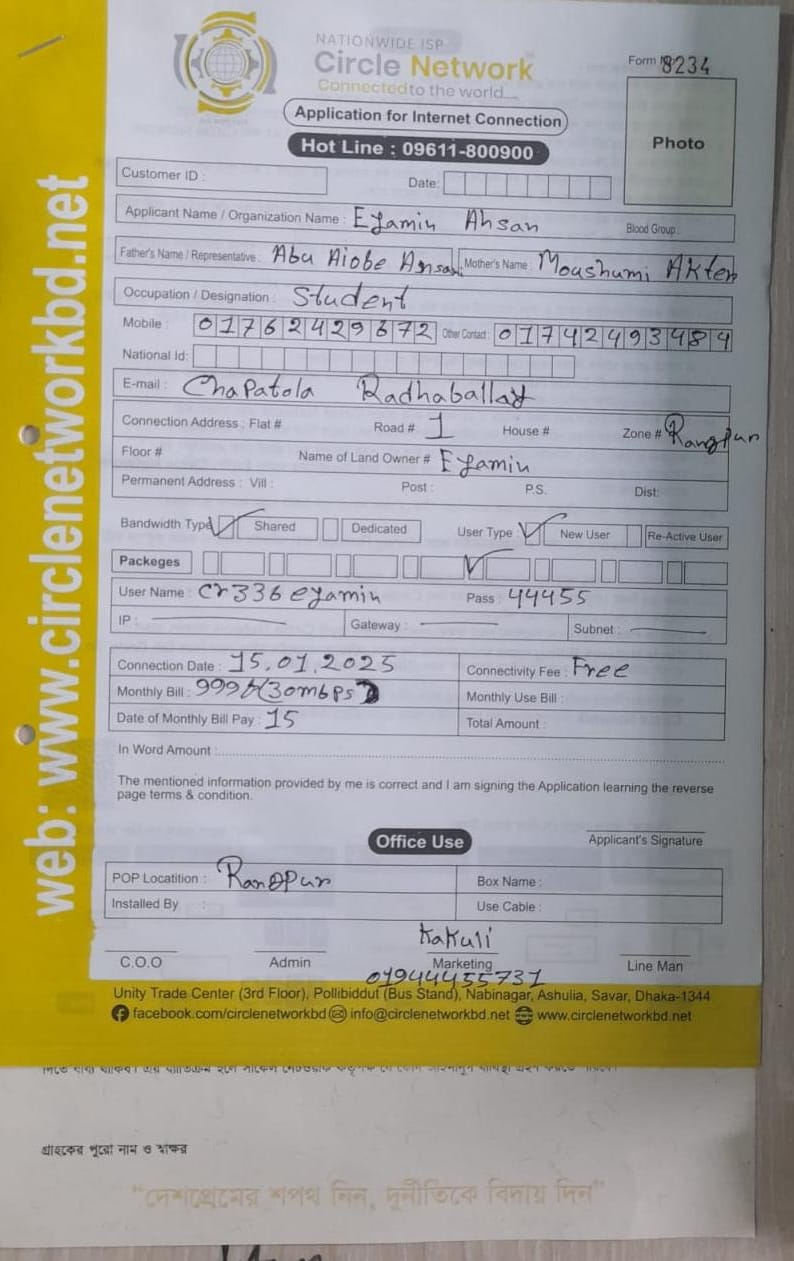 NATIONWIDE ISP
Circle Network
Connected to the world...
Form 8234
Application for Internet Connection
Hot Line : 09611-800900
Photo
Customer ID :
Date:
Applicant Name / Organization Name : Eyamin Ahsan Blood Group :
Father's Name / Representative : Abu Aiobe Ansari Mother's Name : Moushumi Akter
Occupation / Designation : Student
Mobile : 01762429672 Other Contact : 01742493484
National Id:
E-mail : Chapatola Radhaballav
Connection Address : Flat # Road # 1 House # Zone # Rangpur
Floor # Name of Land Owner # Eyamin
Permanent Address : Vill : Post : P.S. Dist:
Bandwidth Type Shared Dedicated User Type : New User Re-Active User
Packeges
User Name : cr336eyamin Pass : 44455
IP : Gateway : Subnet :
Connection Date : 15.01.2025 Connectivity Fee : Free
Monthly Bill : 999৳(30mbps) Monthly Use Bill :
Date of Monthly Bill Pay : 15 Total Amount :
In Word Amount :
The mentioned information provided by me is correct and I am signing the Application learning the reverse
page terms & condition.
Applicant's Signature
Office Use
POP Locatition : Rangpur Box Name :
Installed By : Use Cable :
Kakuli
C.O.O Admin Marketing Line Man
01944455731
Unity Trade Center (3rd Floor), Pollibiddut (Bus Stand), Nabinagar, Ashulia, Savar, Dhaka-1344
facebook.com/circlenetworkbd info@circlenetworkbd.net www.circlenetworkbd.net
web: www.circlenetworkbd.net
গ্রাহকের পুরো নাম ও স্বাক্ষর
“দেশপ্রেমের শপথ নিন, দুর্নীতিকে বিদায় দিন”